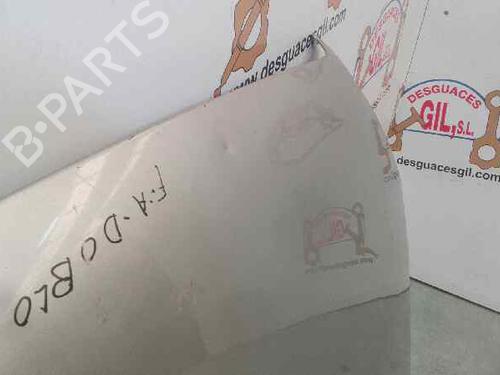 B-PARTS
www.desguacesgil.com
DESGUACES
GIL, S.L.
desguacesgil.com
F.A. DOBLO